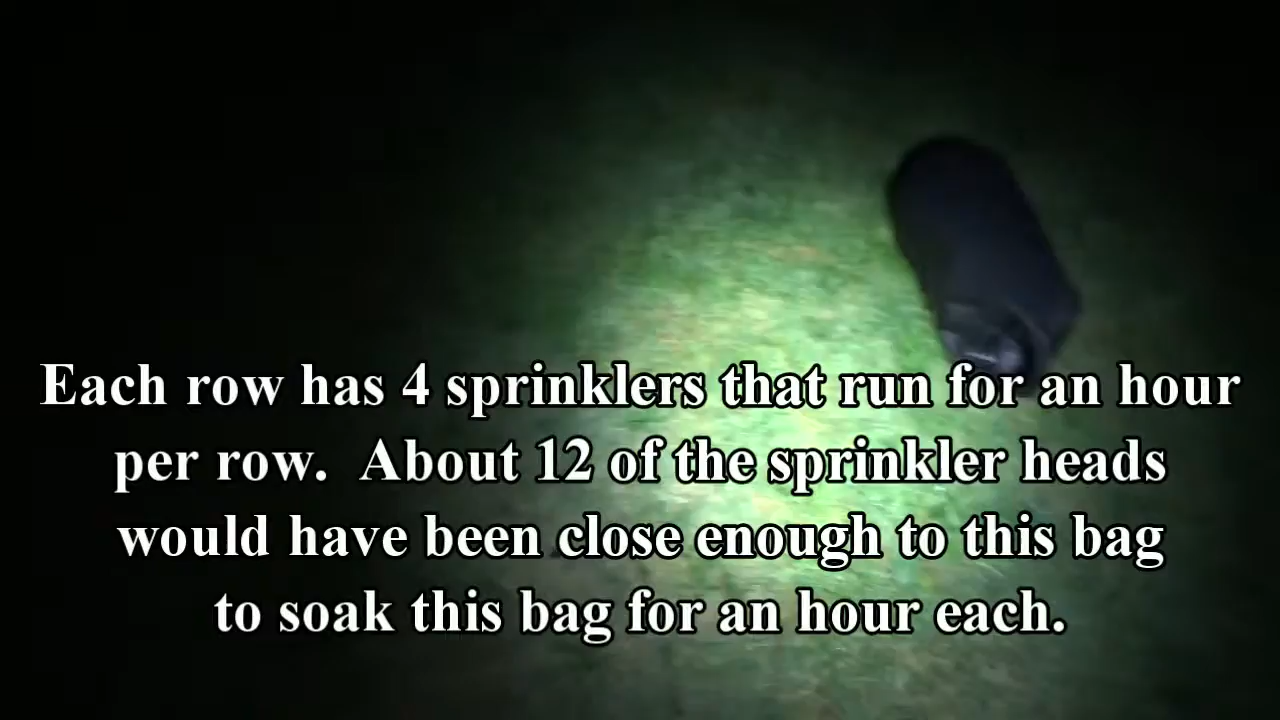 Each row has 4 sprinklers that run for an hour
per row.  About 12 of the sprinkler heads
would have been close enough to this bag
to soak this bag for an hour each.